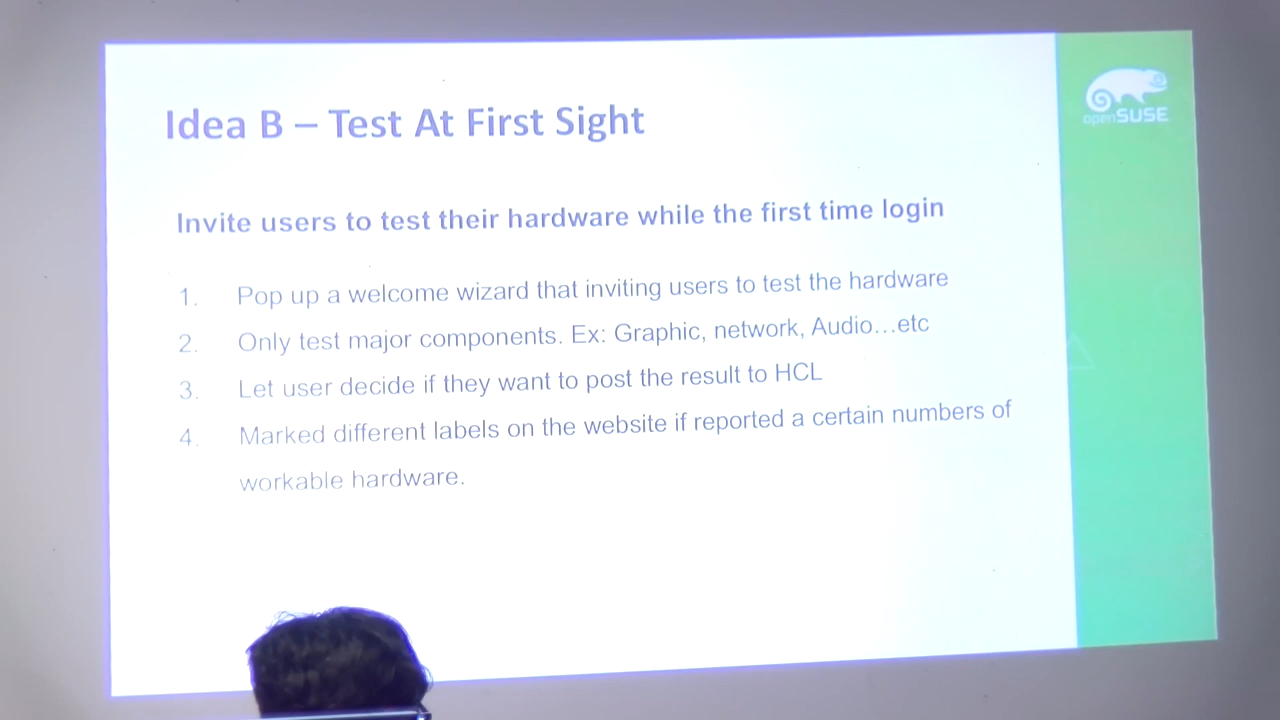 Idea B – Test At First Sight
openSUSE
Invite users to test their hardware while the first time login
1. Pop up a welcome wizard that inviting users to test the hardware
2. Only test major components. Ex: Graphic, network, Audio...etc
3. Let user decide if they want to post the result to HCL
4. Marked different labels on the website if reported a certain numbers of
workable hardware.